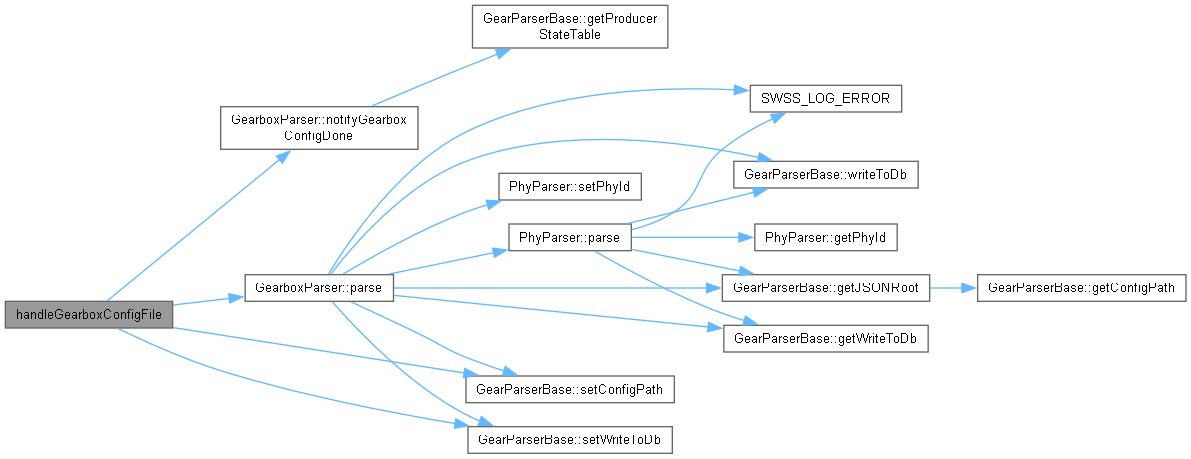 GearParserBase::getProducer
StateTable
SWSS_LOG_ERROR
GearboxParser::notifyGearbox
ConfigDone
GearParserBase::writeToDb
PhyParser::setPhyId
PhyParser::parse
PhyParser::getPhyId
GearboxParser::parse
GearParserBase::getJSONRoot
GearParserBase::getConfigPath
handleGearboxConfigFile
GearParserBase::getWriteToDb
GearParserBase::setConfigPath
GearParserBase::setWriteToDb